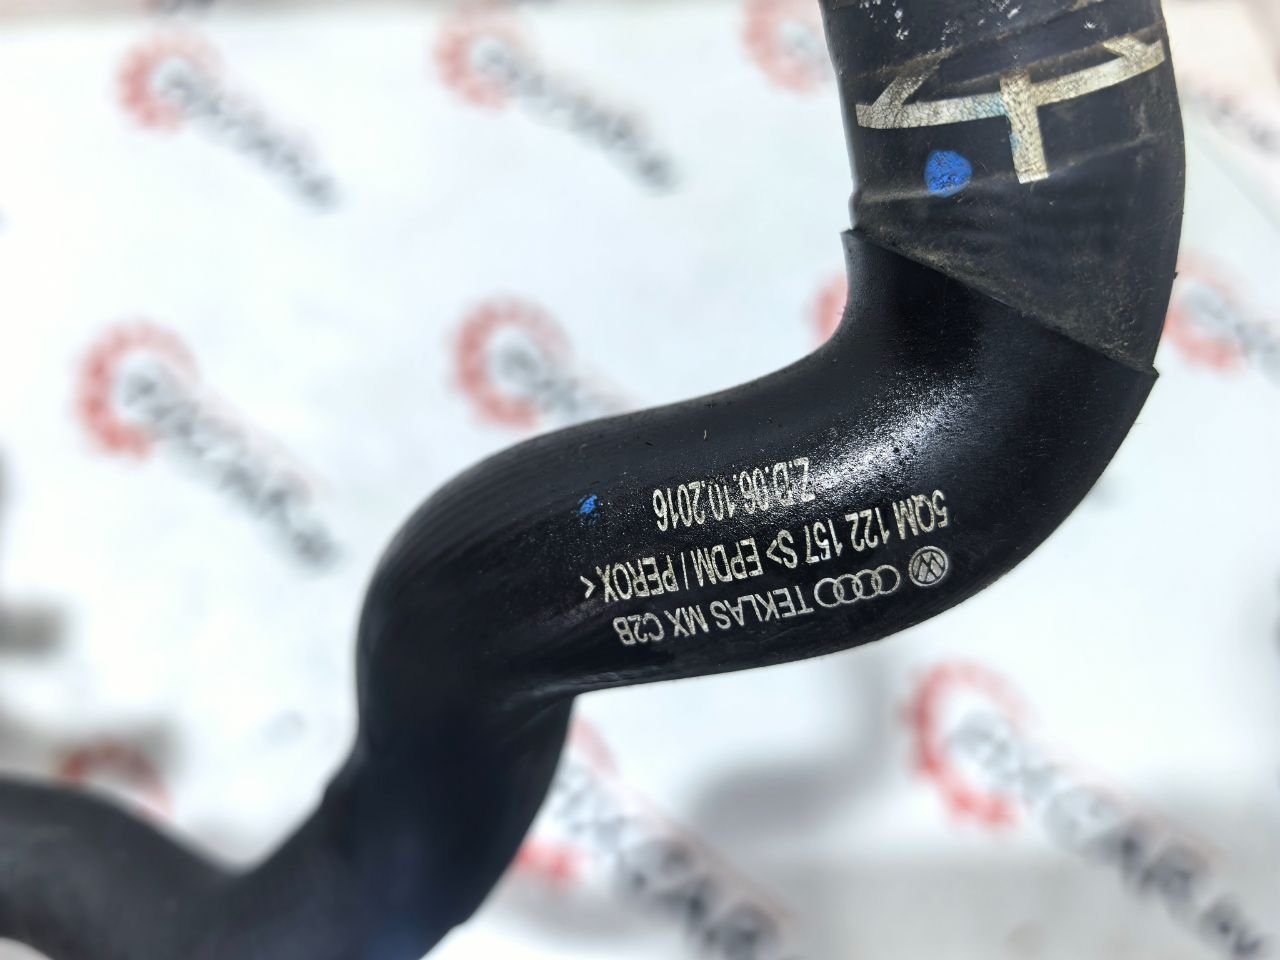 TEKLAS MX C2B
5QM 122 157 S> EPDM / PEROX<
Z.D.06.10.2016